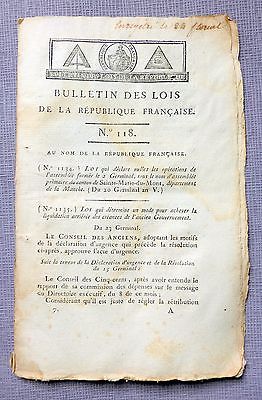 Enregistré le 24 floréal
BULLETIN DES LOIS
DE LA RÉPUBLIQUE FRANÇAISE.
N.º 118.
AU NOM DE LA RÉPUBLIQUE FRANÇAISE.
(N.º 1134.) LOI qui déclare nulles les opérations de
l'assemblée formée le 2 Germinal, sous le nom d'assemblée
primaire du canton de Sainte-Marie-du-Mont, département
de la Manche. (Du 20 Germinal an V.)
(N.º 1135.) LOI qui détermine un mode pour achever la
liquidation arriérée des créances de l'ancien Gouvernement.
Du 23 Germinal.
LE CONSEIL DES ANCIENS, adoptant les motifs
de la déclaration d'urgence qui précède la résolution
ci-après, approuve l'acte d'urgence.
Suit la teneur de la Déclaration d'urgence et de la Résolution
du 15 Germinal :
Le Conseil des Cinq-cents, après avoir entendu le
rapport de sa commission des dépenses sur le message
du Directoire exécutif, du 8 de ce mois ;
Considérant qu'il est juste de régler la rétribution
7. A